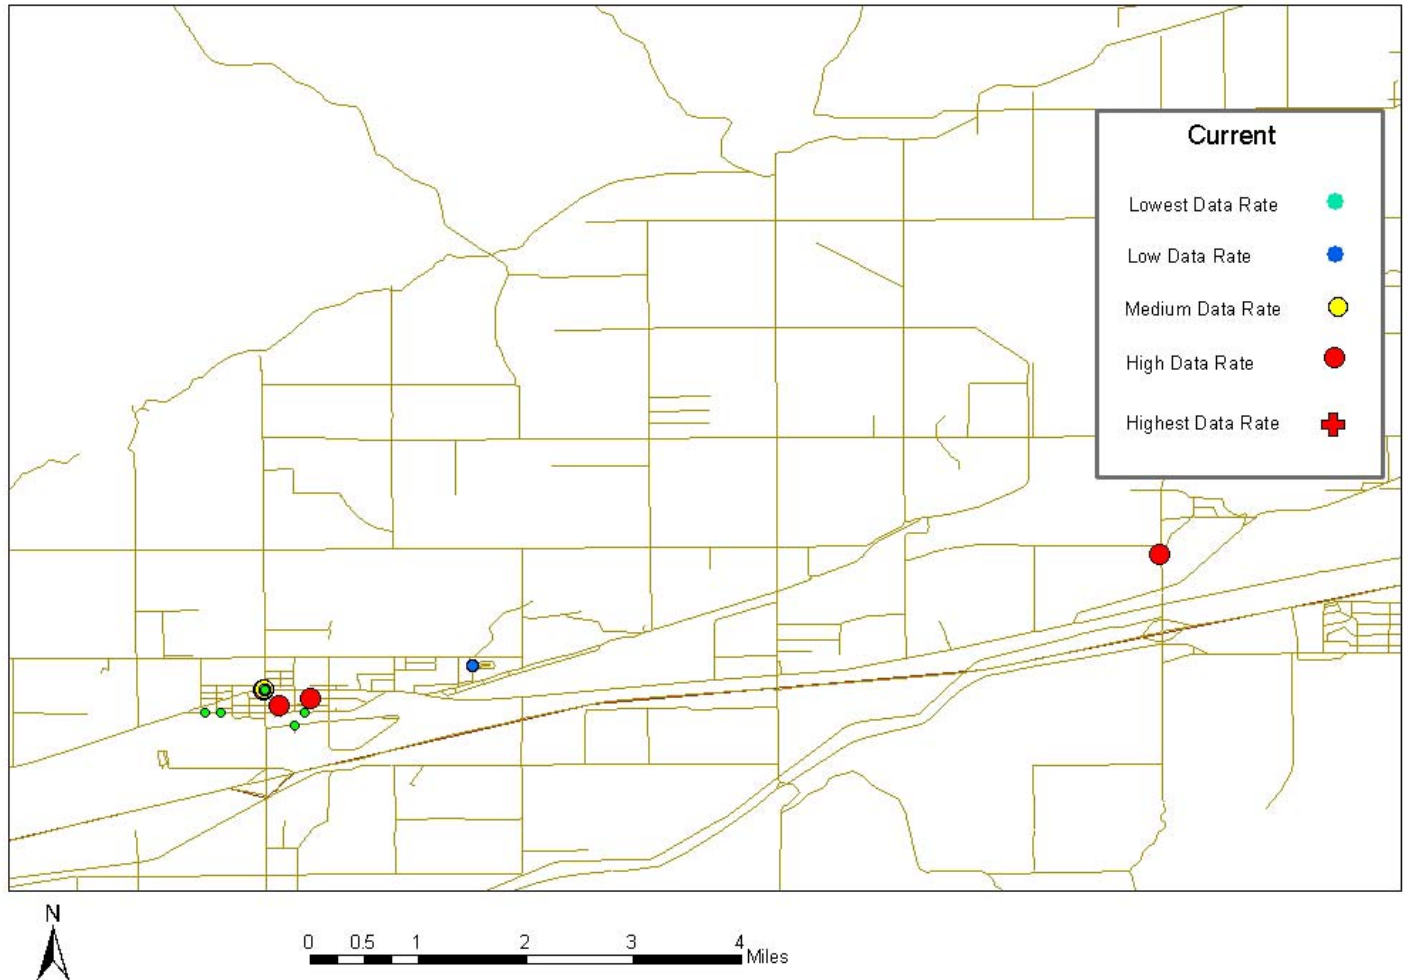 Current
Lowest Data Rate
Low Data Rate
Medium Data Rate
High Data Rate
Highest Data Rate
N
0 0.5 1 2 3 4
Miles